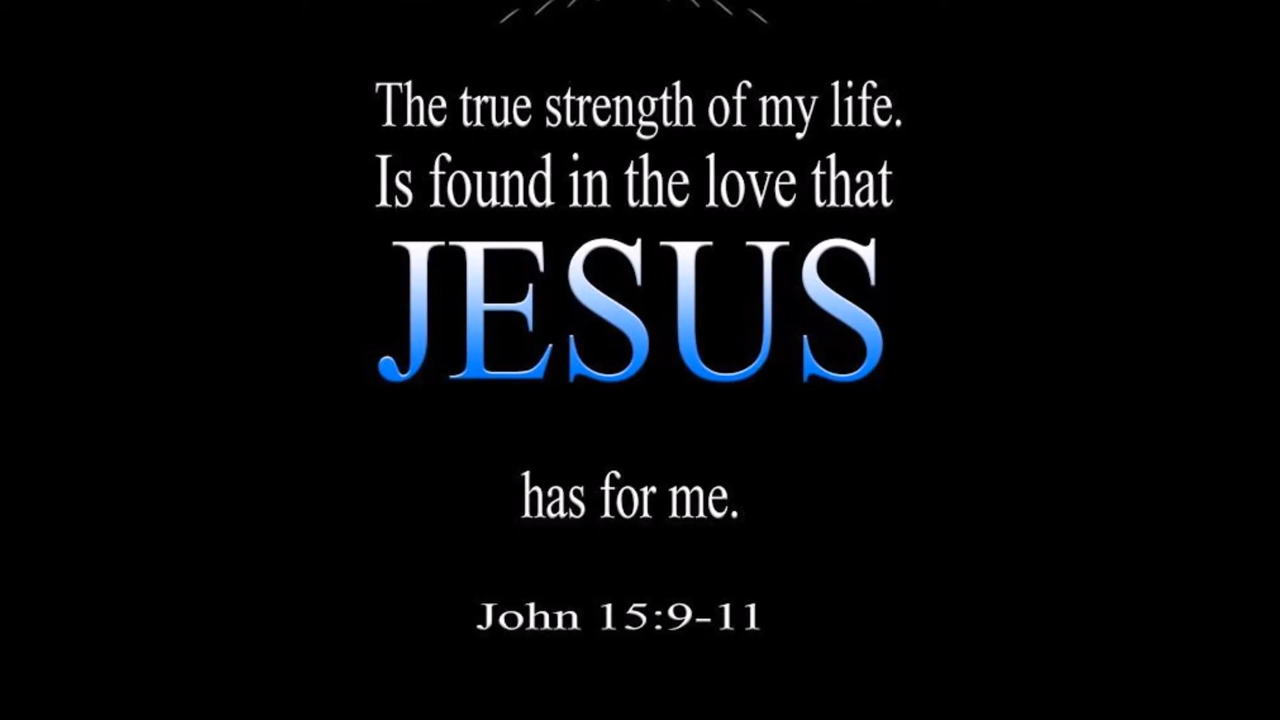 The true strength of my life.
Is found in the love that
JESUS
has for me.
John 15:9-11